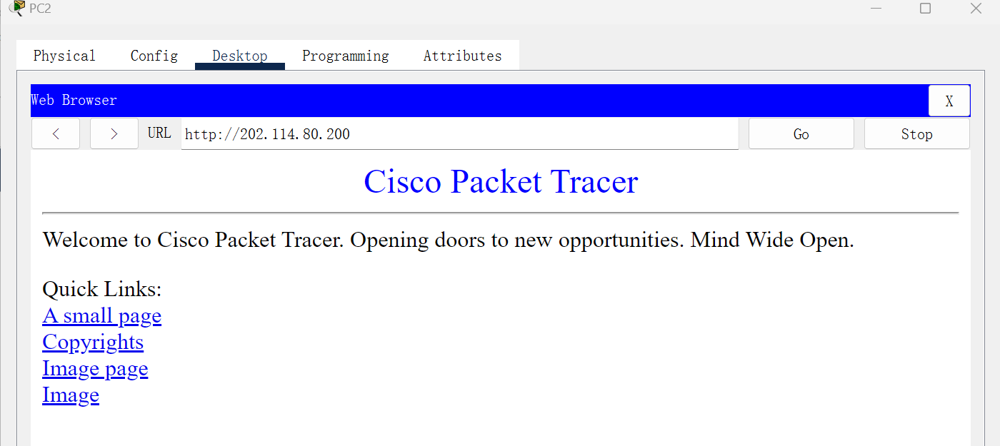 PC2
Physical Config Desktop Programming Attributes
Web Browser X
< > URL http://202.114.80.200 Go Stop
Cisco Packet Tracer
Welcome to Cisco Packet Tracer. Opening doors to new opportunities. Mind Wide Open.
Quick Links:
A small page
Copyrights
Image page
Image